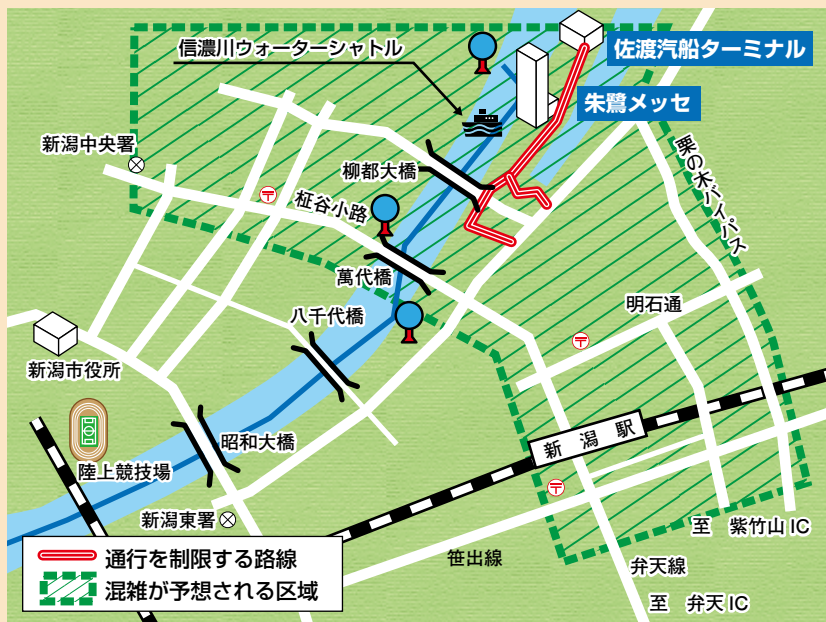 信濃川ウォーターシャトル
佐渡汽船ターミナル
朱鷺メッセ
新潟中央署
柳都大橋
栗の木バイパス
〒
柾谷小路
萬代橋
明石通
八千代橋
〒
新潟市役所
昭和大橋
新潟駅
陸上競技場
〒
新潟東署
至 紫竹山IC
笹出線
弁天線
至 弁天IC
通行を制限する路線
混雑が予想される区域